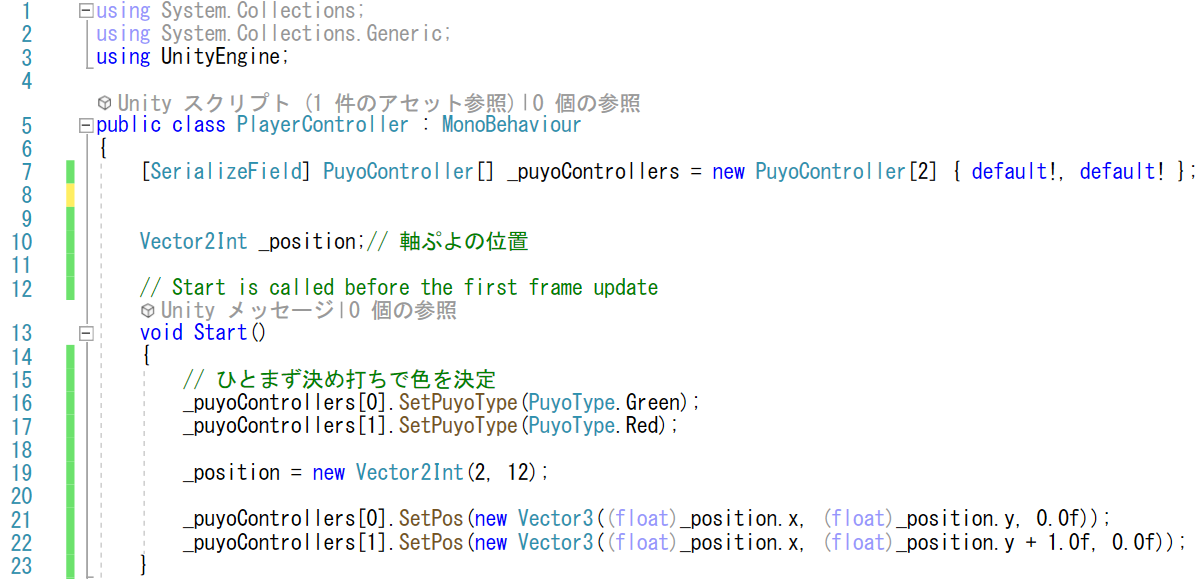 1 using System.Collections;
2 using System.Collections.Generic;
3 using UnityEngine;
4
Unity スクリプト (1 件のアセット参照)|0 個の参照
5 public class PlayerController : MonoBehaviour
6 {
7 [SerializeField] PuyoController[] _puyoControllers = new PuyoController[2] { default!, default! };
8
9
10 Vector2Int _position;// 軸ぷよの位置
11
12 // Start is called before the first frame update
Unity メッセージ|0 個の参照
13 void Start()
14 {
15 // ひとまず決め打ちで色を決定
16 _puyoControllers[0].SetPuyoType(PuyoType.Green);
17 _puyoControllers[1].SetPuyoType(PuyoType.Red);
18
19 _position = new Vector2Int(2, 12);
20
21 _puyoControllers[0].SetPos(new Vector3((float)_position.x, (float)_position.y, 0.0f));
22 _puyoControllers[1].SetPos(new Vector3((float)_position.x, (float)_position.y + 1.0f, 0.0f));
23 }